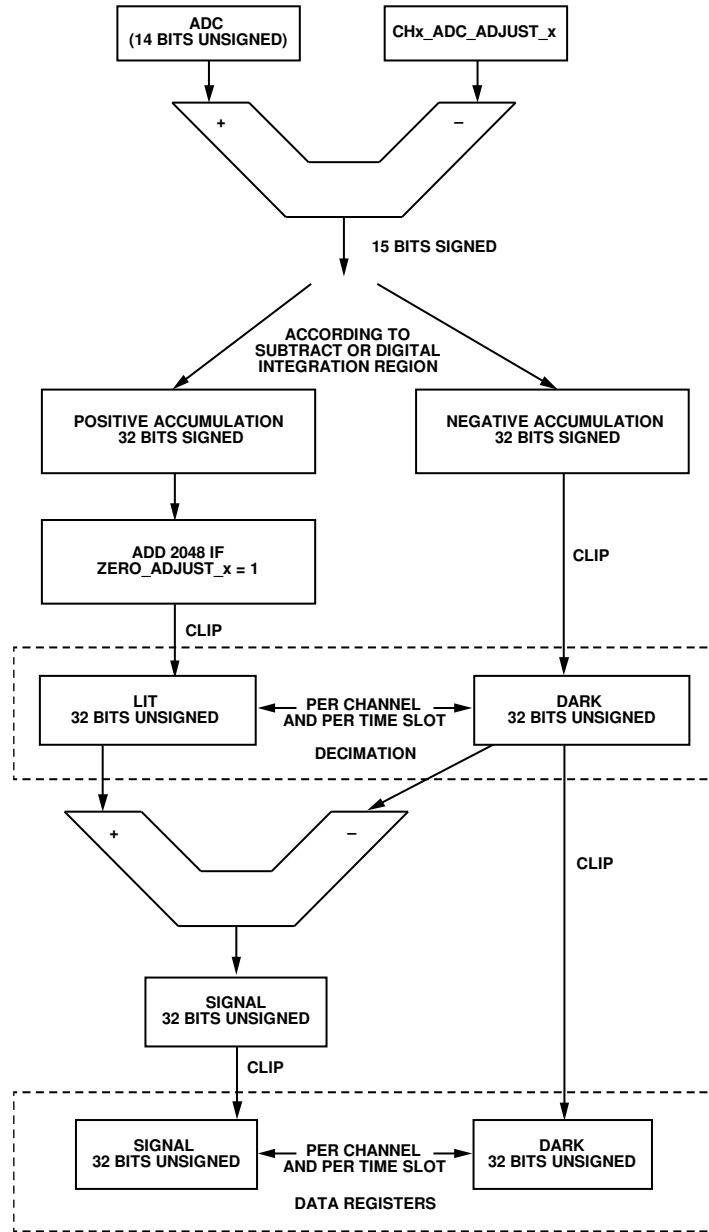 ADC
(14 BITS UNSIGNED)
CHx_ADC_ADJUST_x
+
–
15 BITS SIGNED
ACCORDING TO
SUBTRACT OR DIGITAL
INTEGRATION REGION
POSITIVE ACCUMULATION
32 BITS SIGNED
NEGATIVE ACCUMULATION
32 BITS SIGNED
ADD 2048 IF
ZERO_ADJUST_x = 1
CLIP
CLIP
LIT
32 BITS UNSIGNED
PER CHANNEL
AND PER TIME SLOT
DARK
32 BITS UNSIGNED
DECIMATION
+
–
CLIP
SIGNAL
32 BITS UNSIGNED
CLIP
SIGNAL
32 BITS UNSIGNED
PER CHANNEL
AND PER TIME SLOT
DARK
32 BITS UNSIGNED
DATA REGISTERS